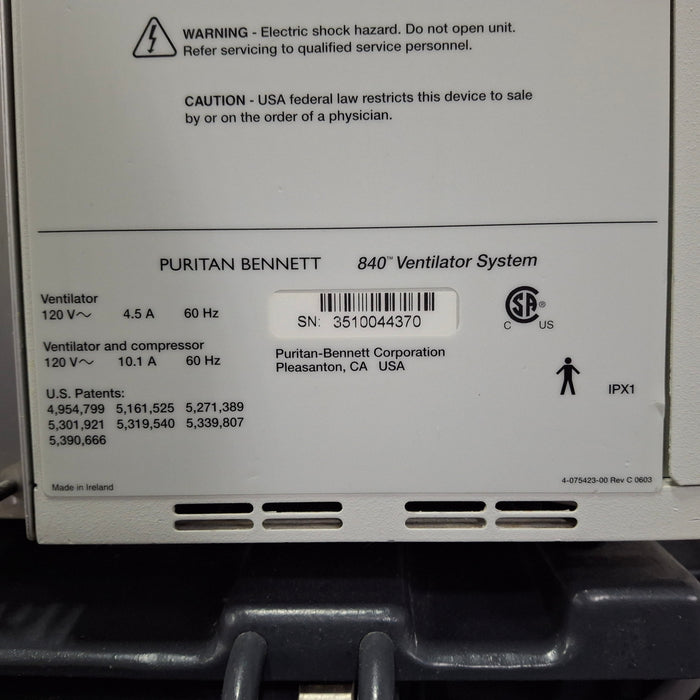 WARNING - Electric shock hazard. Do not open unit.
Refer servicing to qualified service personnel.
CAUTION - USA federal law restricts this device to sale
by or on the order of a physician.
PURITAN BENNETT 840™ Ventilator System
Ventilator
120 V～ 4.5 A 60 Hz
SN: 3510044370
SA ®
C US
Ventilator and compressor
120 V～ 10.1 A 60 Hz
Puritan-Bennett Corporation
Pleasanton, CA USA
IPX1
U.S. Patents:
4,954,799 5,161,525 5,271,389
5,301,921 5,319,540 5,339,807
5,390,666
Made in Ireland
4-075423-00 Rev C 0603